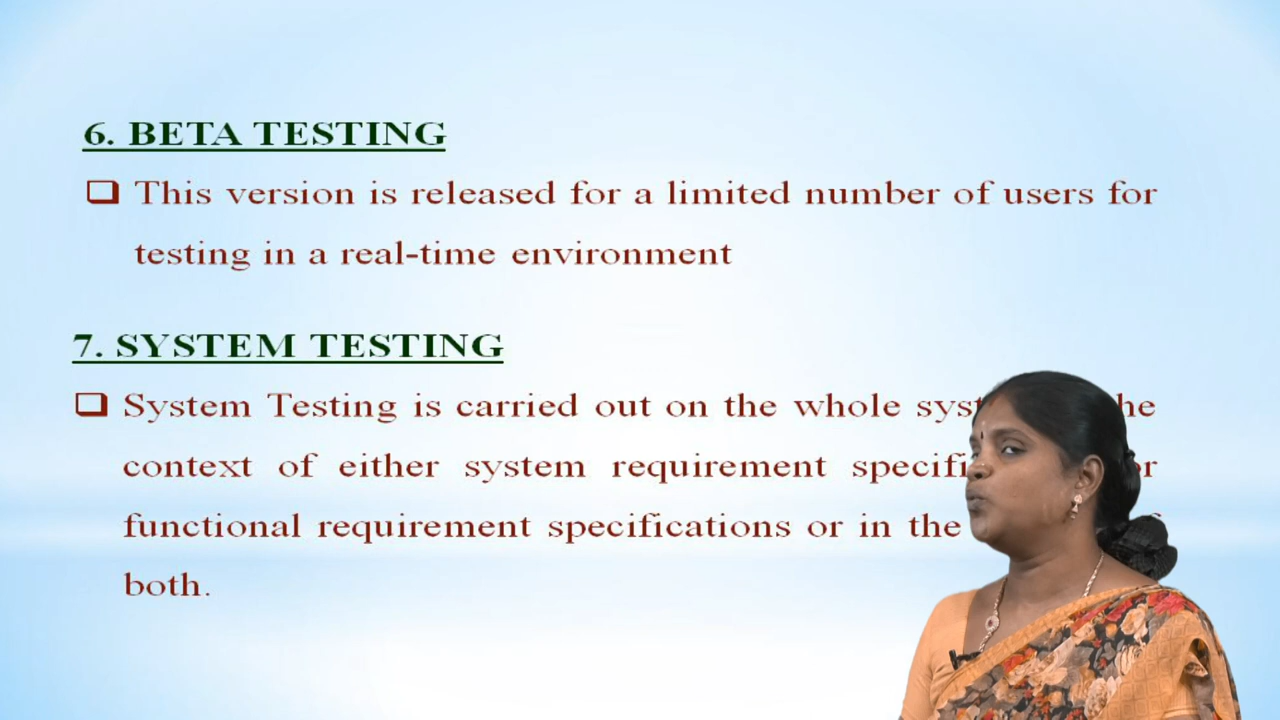 6. BETA TESTING
❑ This version is released for a limited number of users for
testing in a real-time environment
7. SYSTEM TESTING
❑ System Testing is carried out on the whole
context of either system requirement
functional requirement specifications or in the
both.